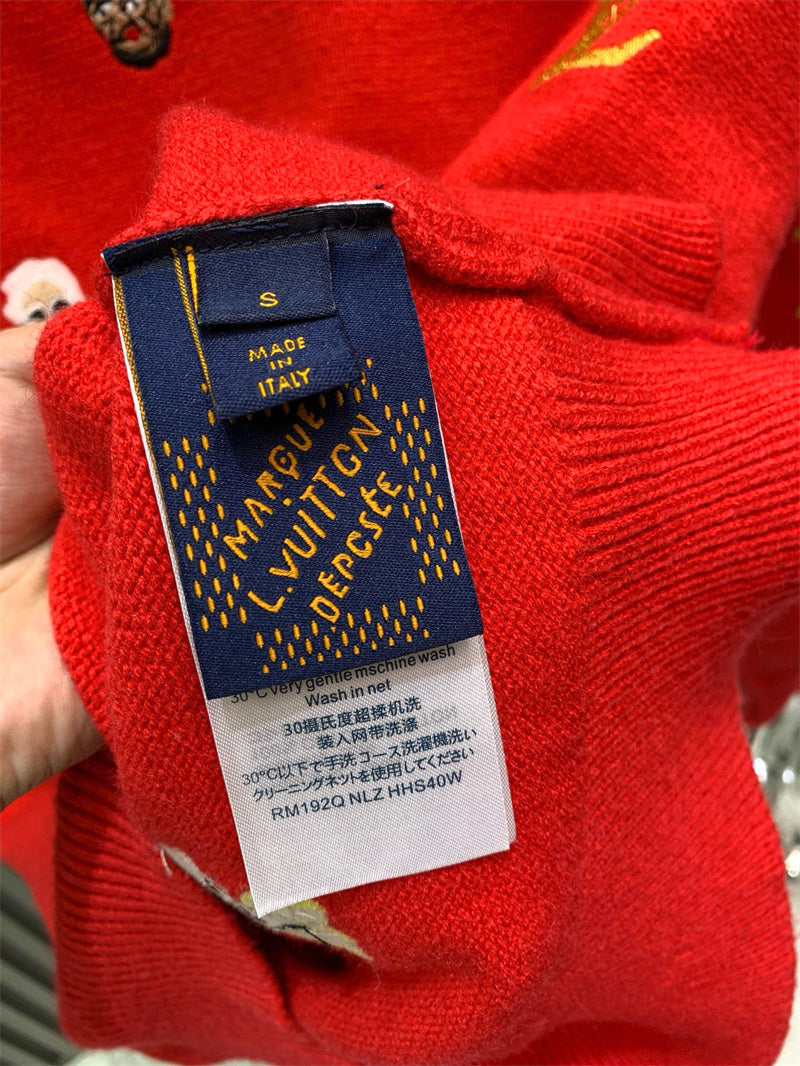 S
MADE
IN
ITALY
MARQUE
L.VUITTON
DEPOSÉE
30°C very gentle mschine wash
Wash in net
30摄氏度超揉机洗
装入网带洗涤
30°C以下で手洗コース洗濯機洗い
クリーニングネットを使用してください
RM192Q NLZ HHS40W